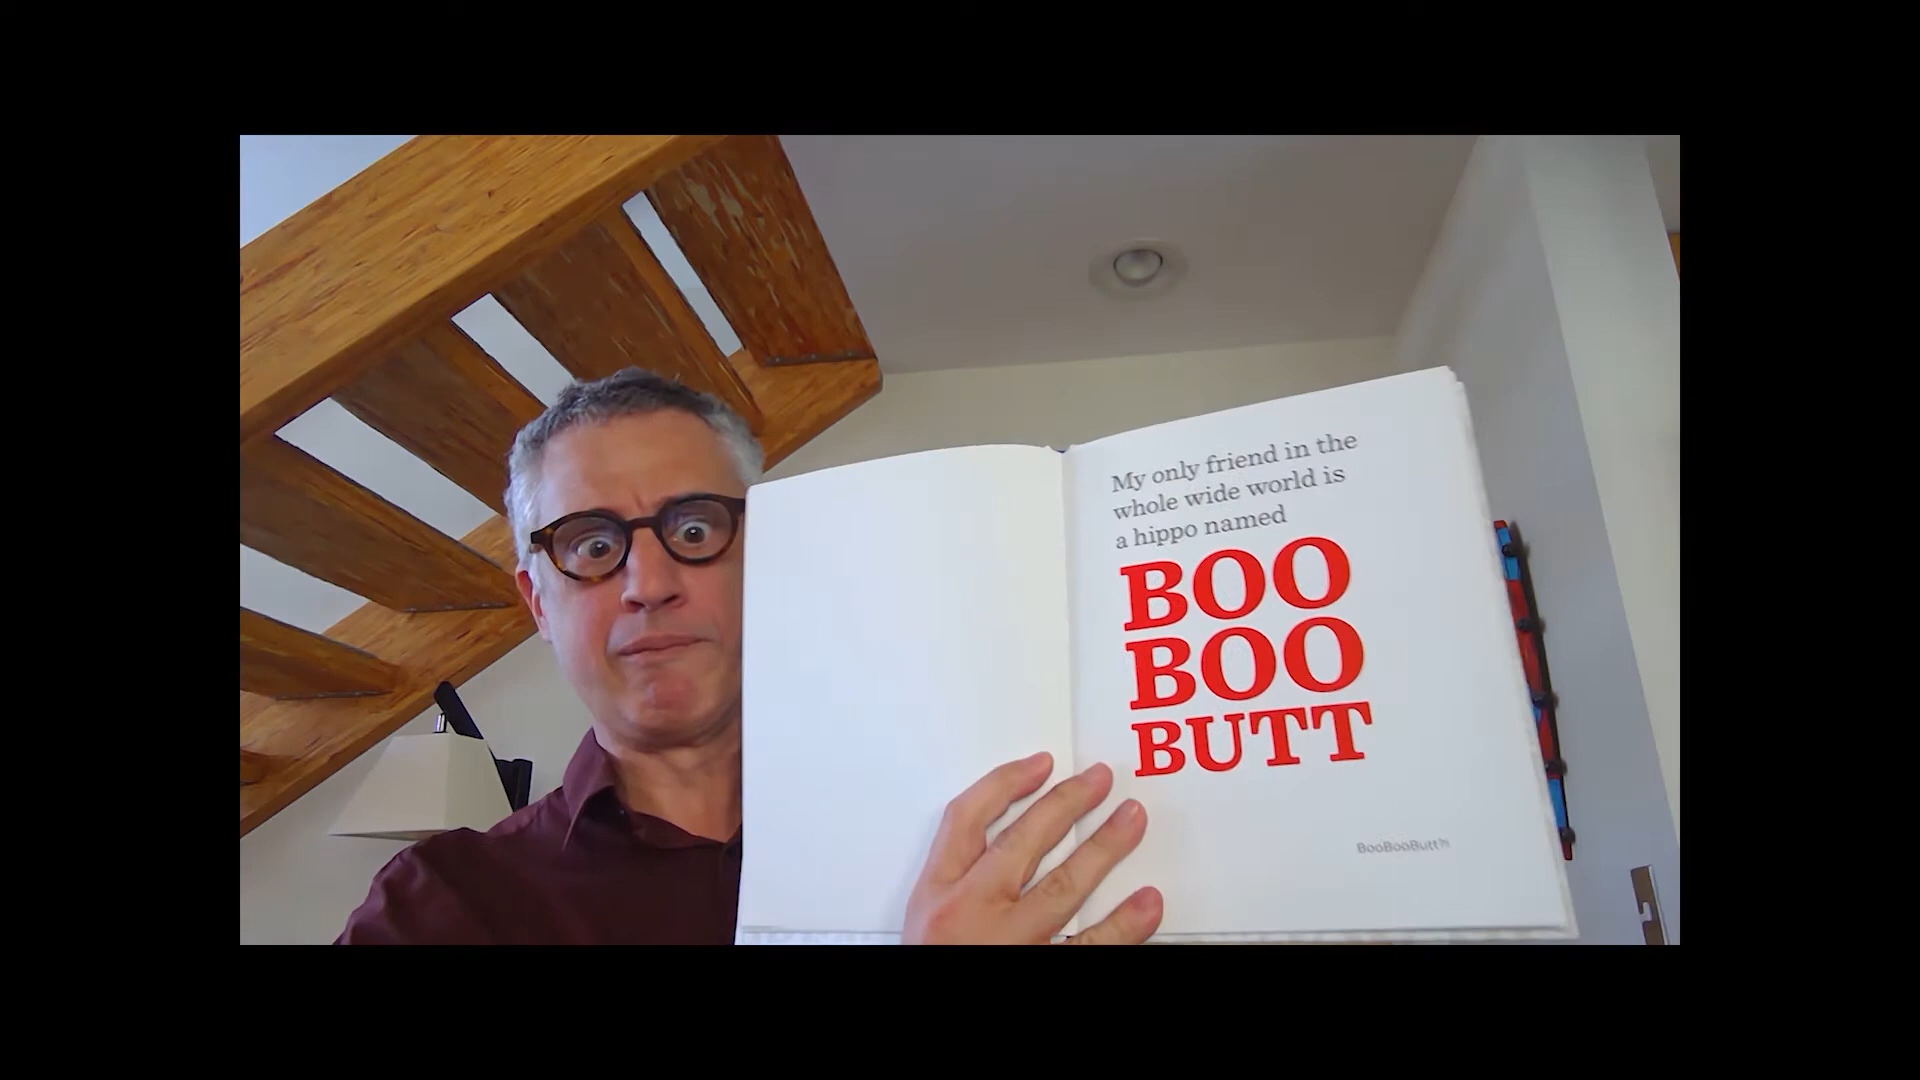 My only friend in the
whole wide world is
a hippo named
BOO
BOO
BUTT
BooBooButt?!